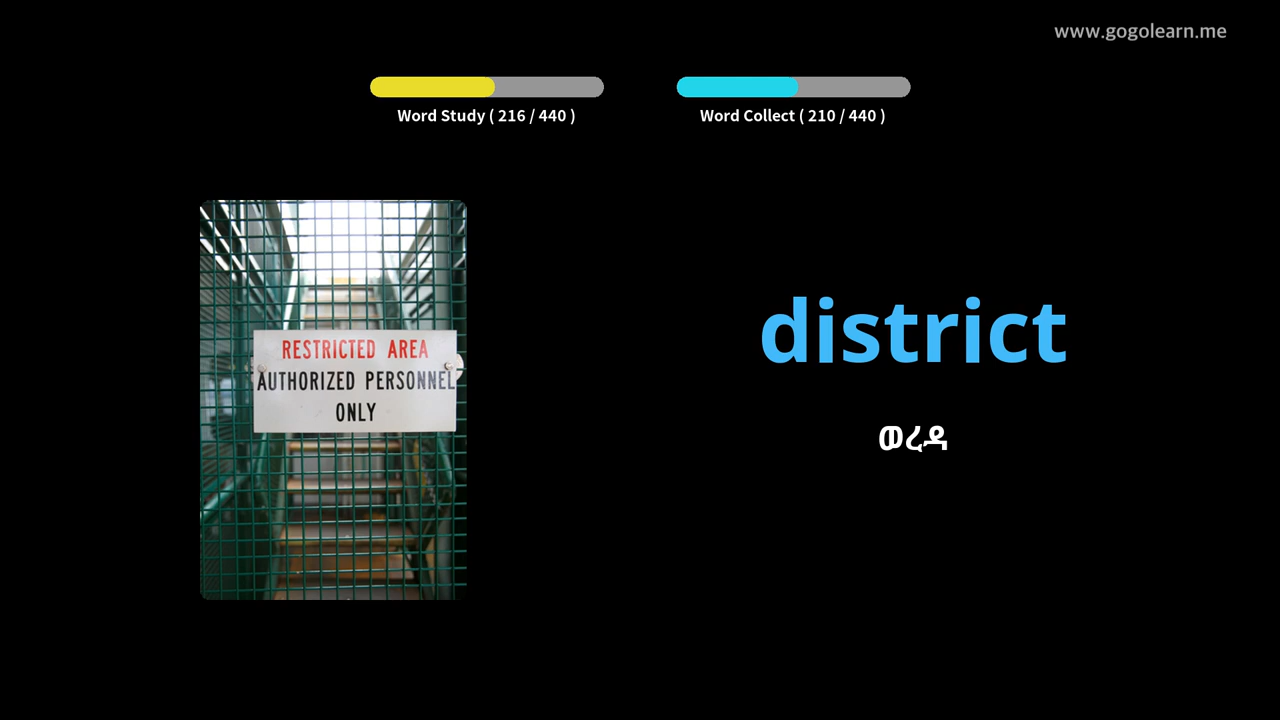 www.gogolearn.me
Word Study ( 216 / 440 )
Word Collect ( 210 / 440 )
RESTRICTED AREA
AUTHORIZED PERSONNEL
ONLY
district
ወረዳ